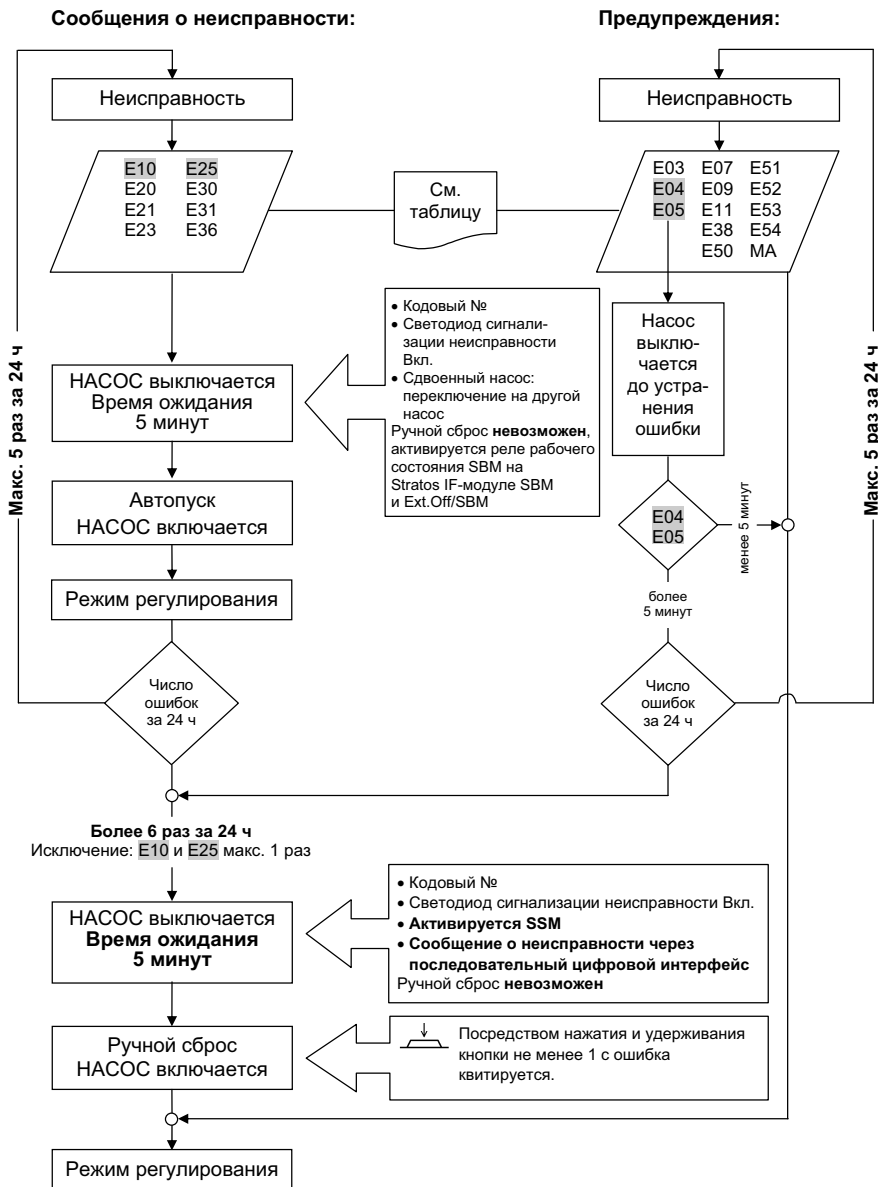 Сообщения о неисправности:
Предупреждения:
Неисправность
Неисправность
E10 E25
E20 E30
E21 E31
E23 E36
См.
таблицу
E03 E07 E51
E04 E09 E52
E05 E11 E53
E38 E54
E50 MA
Макс. 5 раз за 24 ч
• Кодовый №
• Светодиод сигнали-
зации неисправности
Вкл.
• Сдвоенный насос:
переключение на другой
насос
Ручной сброс невозможен,
активируется реле рабочего
состояния SBM на
Stratos IF-модуле SBM
и Ext.Off/SBM
Насос
выклю-
чается
до устра-
нения
ошибки
Макс. 5 раз за 24 ч
НАСОС выключается
Время ожидания
5 минут
Автопуск
НАСОС включается
E04
E05
менее 5 минут
Режим регулирования
более
5 минут
Число
ошибок
за 24 ч
Число
ошибок
за 24 ч
Более 6 раз за 24 ч
Исключение: E10 и E25 макс. 1 раз
НАСОС выключается
Время ожидания
5 минут
• Кодовый №
• Светодиод сигнализации неисправности Вкл.
• Активируется SSM
• Сообщение о неисправности через
последовательный цифровой интерфейс
Ручной сброс невозможен
Ручной сброс
НАСОС включается
Посредством нажатия и удерживания
кнопки не менее 1 с ошибка
квитируется.
Режим регулирования